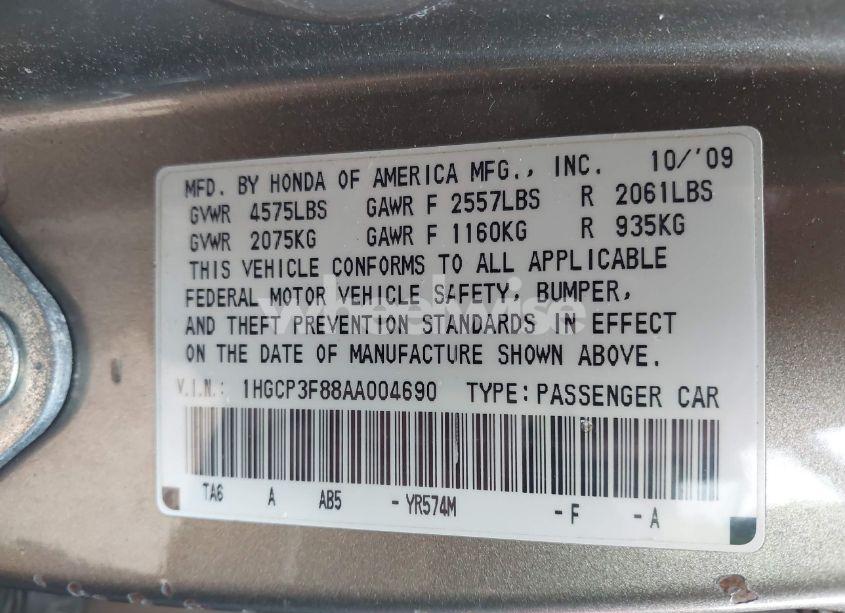 MFD. BY HONDA OF AMERICA MFG., INC. 10/'09
GVWR 4575LBS GAWR F 2557LBS R 2061LBS
GVWR 2075KG GAWR F 1160KG R 935KG
THIS VEHICLE CONFORMS TO ALL APPLICABLE
FEDERAL MOTOR VEHICLE SAFETY, BUMPER,
AND THEFT PREVENTION STANDARDS IN EFFECT
ON THE DATE OF MANUFACTURE SHOWN ABOVE.
V.I.N.: 1HGCP3F88AA004690 TYPE: PASSENGER CAR
TA6 A AB5 - YR574M - F - A
wheelwise